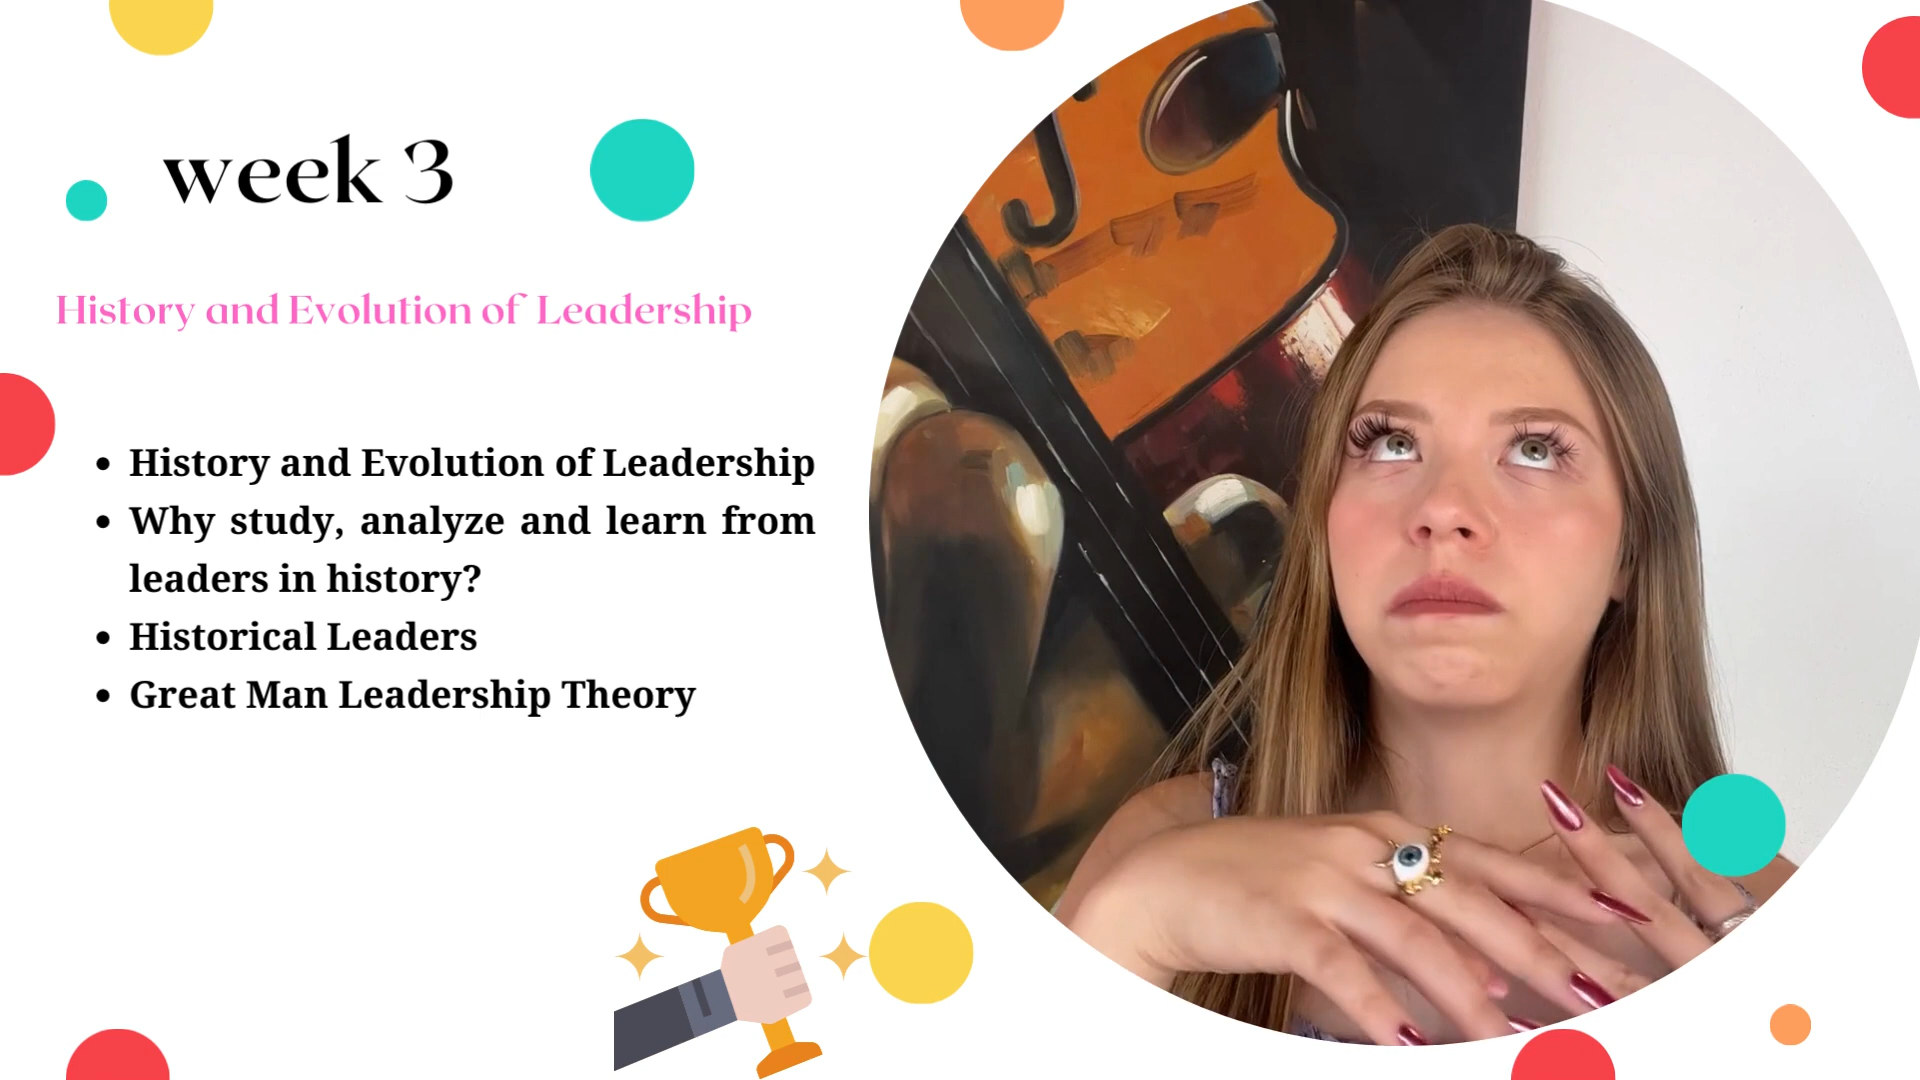 week 3
History and Evolution of Leadership
• History and Evolution of Leadership
• Why study, analyze and learn from
leaders in history?
• Historical Leaders
• Great Man Leadership Theory